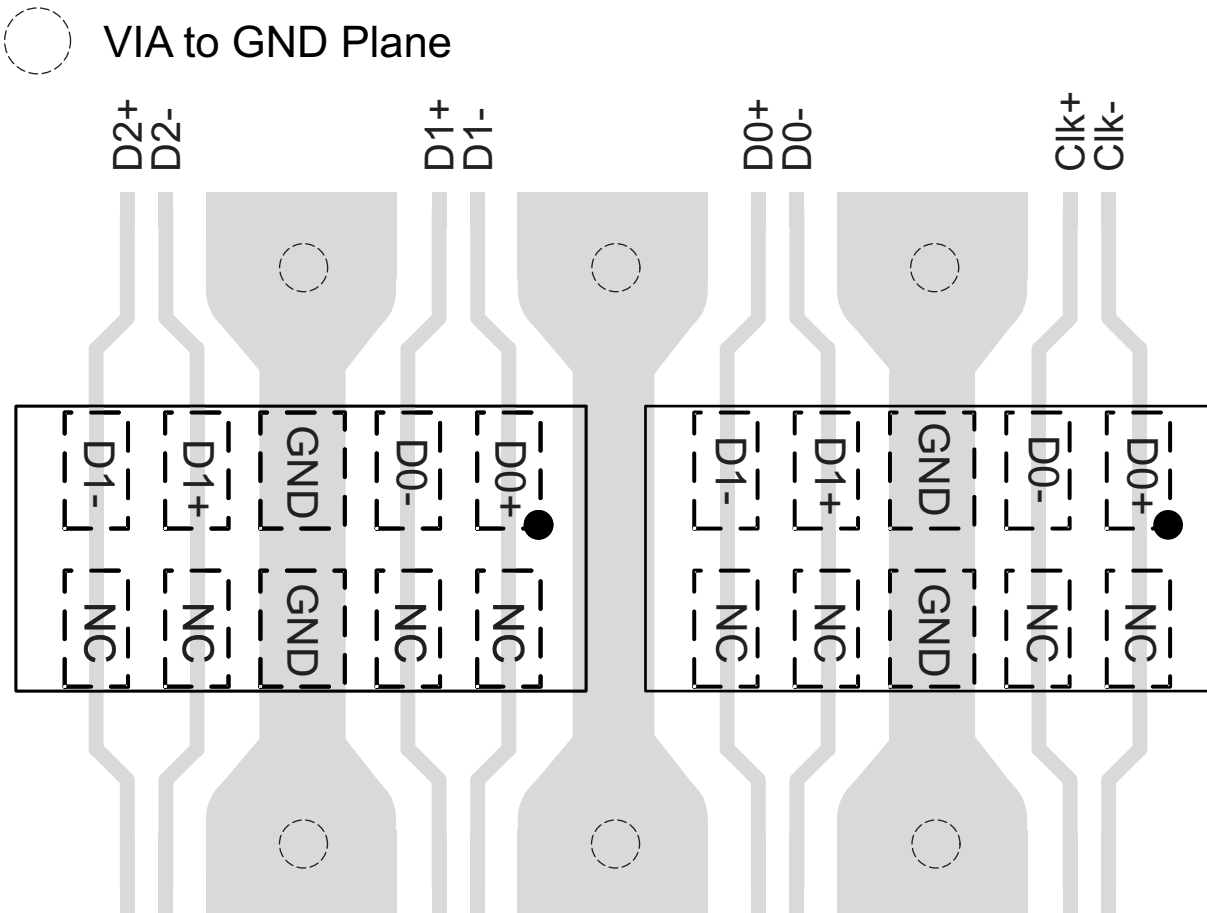 VIA to GND Plane
D2+
D2-
D1+
D1-
D0+
D0-
Clk+
Clk-
D1-
D1+
GND
D0-
D0+
D1-
D1+
GND
D0-
D0+
NC
NC
GND
NC
NC
NC
NC
GND
NC
NC